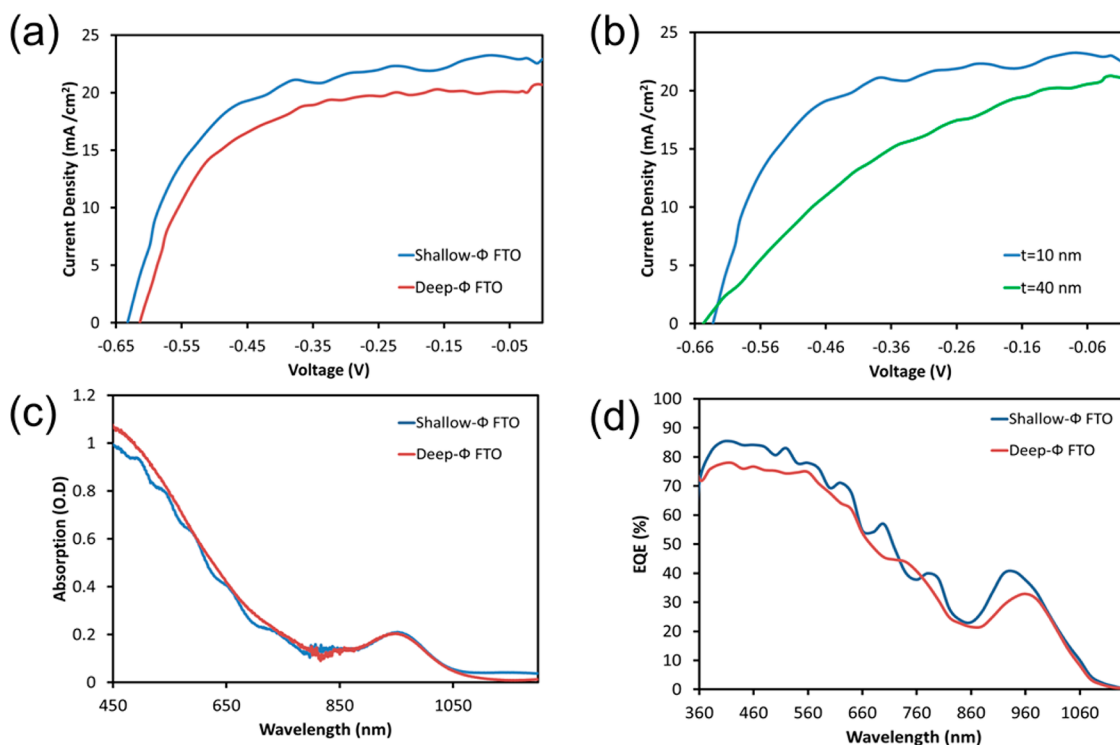 (a)
25
20
15
10
5
0
Current Density (mA /cm²)
-0.65 -0.55 -0.45 -0.35 -0.25 -0.15 -0.05
Voltage (V)
Shallow-Φ FTO
Deep-Φ FTO
(b)
25
20
15
10
5
0
Current Density (mA /cm²)
-0.66 -0.56 -0.46 -0.36 -0.26 -0.16 -0.06
Voltage (V)
t=10 nm
t=40 nm
(c)
1.2
1
0.8
0.6
0.4
0.2
0
Absorption (O.D)
450 650 850 1050
Wavelength (nm)
Shallow-Φ FTO
Deep-Φ FTO
(d)
100
90
80
70
60
50
40
30
20
10
0
EQE (%)
360 460 560 660 760 860 960 1060
Wavelength (nm)
Shallow-Φ FTO
Deep-Φ FTO